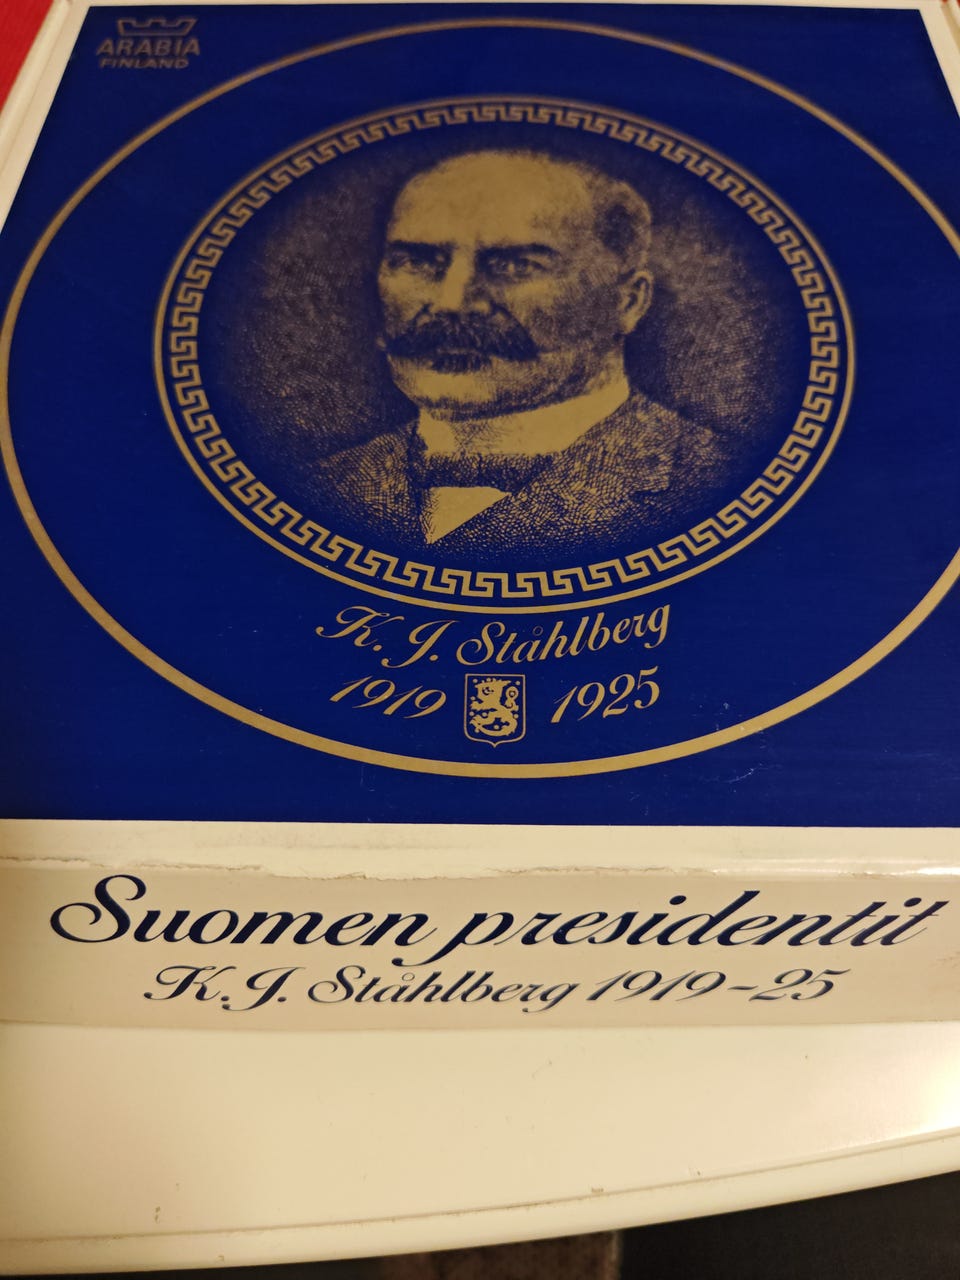 ARABIA
FINLAND
K. J. Ståhlberg
1919 1925
Suomen presidentit
K. J. Ståhlberg 1919-25